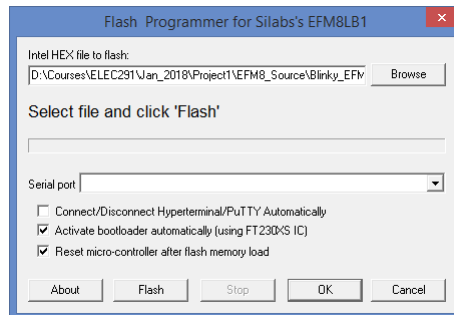 Flash Programmer for Silabs's EFM8LB1
Intel HEX file to flash:
D:\Courses\ELEC291\Jan_2018\Project1\EFM8_Source\Blinky_EFM
Browse
Select file and click 'Flash'
Serial port
Connect/Disconnect Hyperterminal/PuTTY Automatically
Activate bootloader automatically (using FT230XS IC)
Reset micro-controller after flash memory load
About Flash Stop OK Cancel